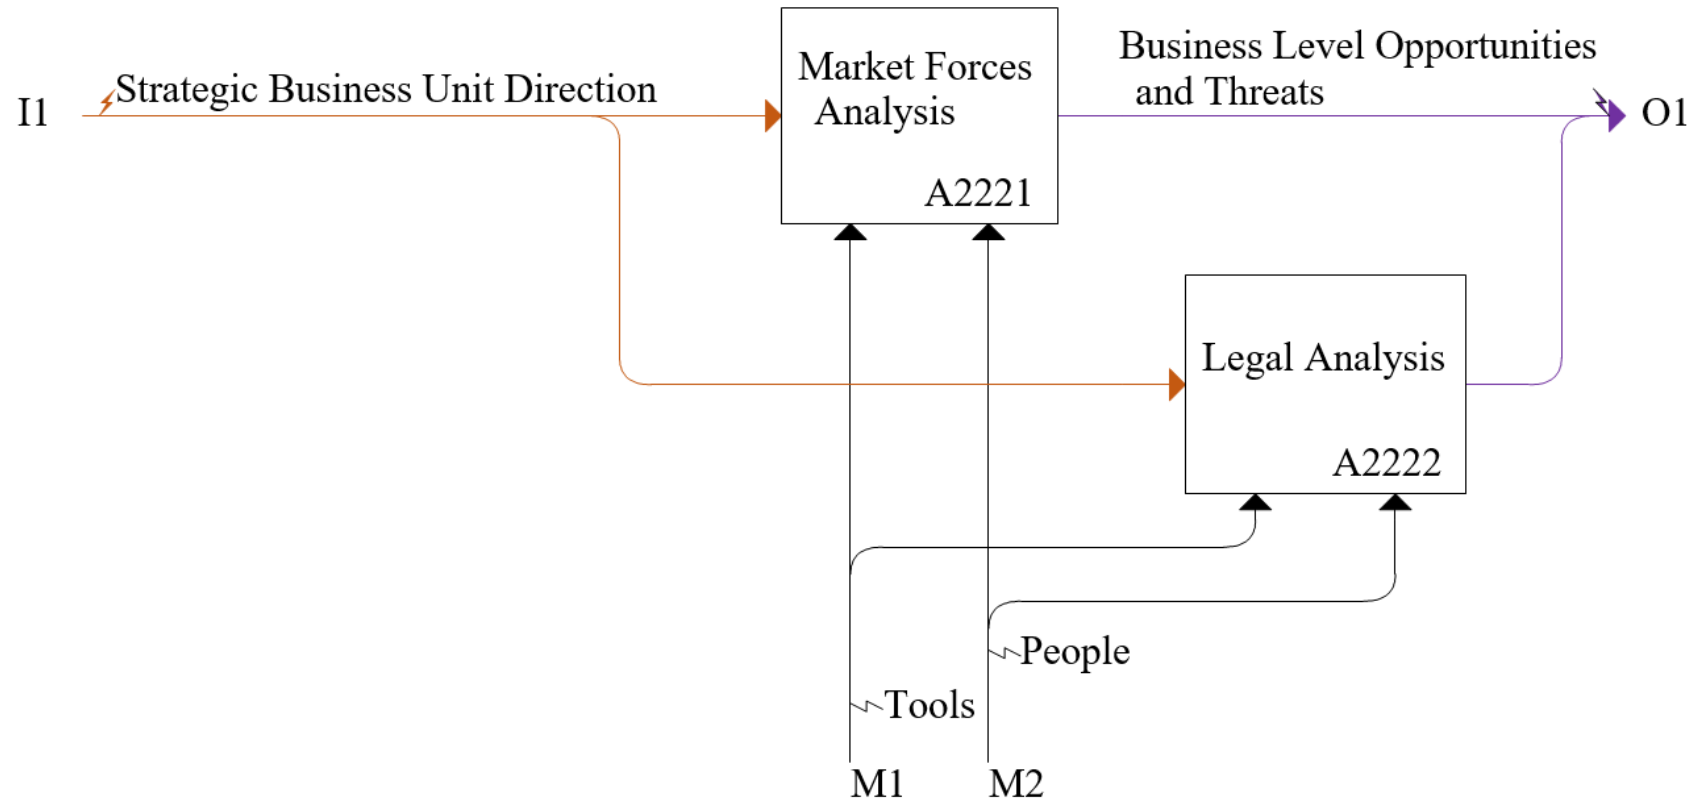 I1
Strategic Business Unit Direction
Market Forces
Analysis
A2221
Business Level Opportunities
and Threats
O1
Legal Analysis
A2222
People
Tools
M1
M2